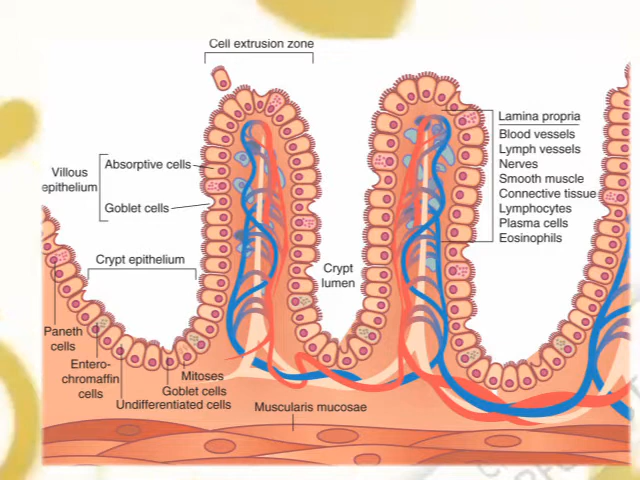 Cell extrusion zone
Lamina propria
Blood vessels
Lymph vessels
Nerves
Smooth muscle
Connective tissue
Lymphocytes
Plasma cells
Eosinophils
Villous
epithelium
Absorptive cells
Goblet cells
Crypt epithelium
Crypt
lumen
Paneth
cells
Entero-
chromaffin
cells
Mitoses
Goblet cells
Undifferentiated cells
Muscularis mucosae